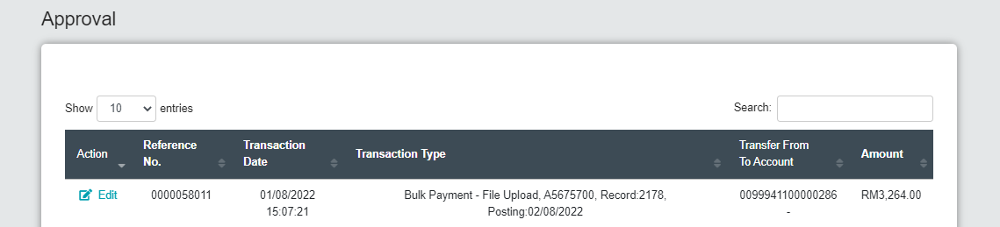 Approval
Show 10 entries
Search:
Action
Reference No.
Transaction Date
Transaction Type
Transfer From To Account
Amount
Edit
0000058011
01/08/2022
15:07:21
Bulk Payment - File Upload, A5675700, Record:2178,
Posting:02/08/2022
0099941100000286
-
RM3,264.00